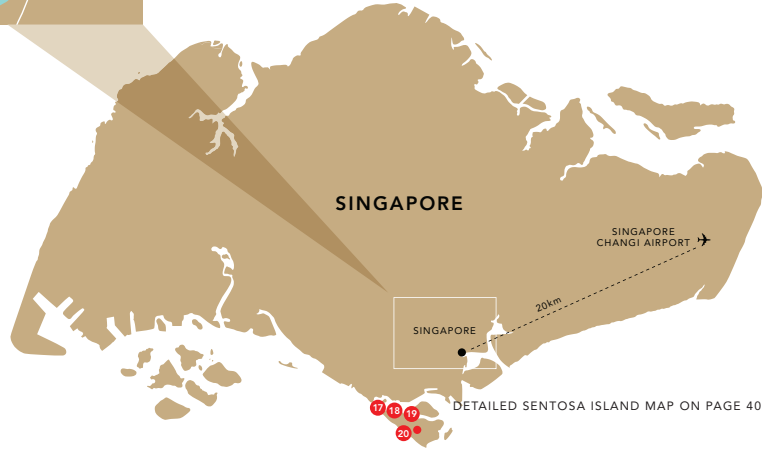 SINGAPORE
SINGAPORE
CHANGI AIRPORT
20km
SINGAPORE
17 18 19
DETAILED SENTOSA ISLAND MAP ON PAGE 40
20